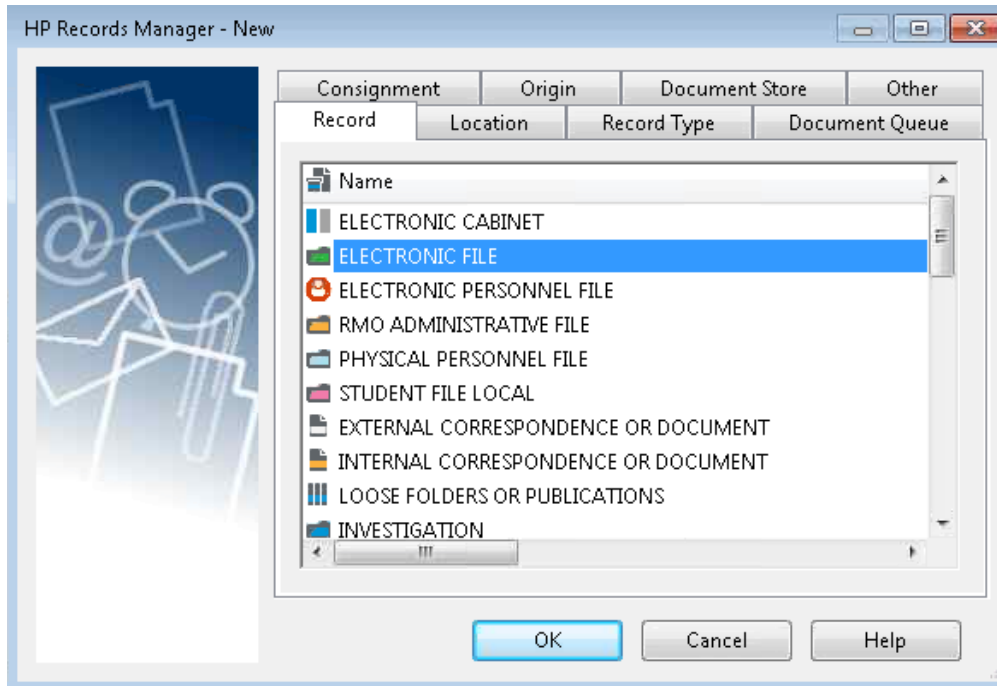 HP Records Manager - New
Consignment Origin Document Store Other
Record Location Record Type Document Queue
Name
ELECTRONIC CABINET
ELECTRONIC FILE
ELECTRONIC PERSONNEL FILE
RMO ADMINISTRATIVE FILE
PHYSICAL PERSONNEL FILE
STUDENT FILE LOCAL
EXTERNAL CORRESPONDENCE OR DOCUMENT
INTERNAL CORRESPONDENCE OR DOCUMENT
LOOSE FOLDERS OR PUBLICATIONS
INVESTIGATION
OK Cancel Help